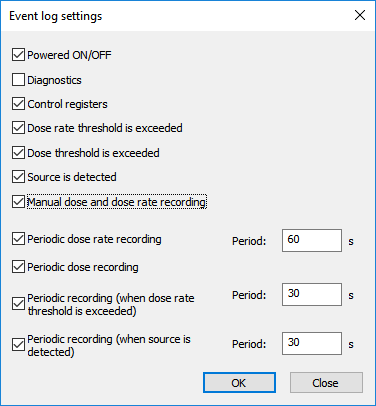 Event log settings
Powered ON/OFF
Diagnostics
Control registers
Dose rate threshold is exceeded
Dose threshold is exceeded
Source is detected
Manual dose and dose rate recording
Periodic dose rate recording Period: 60 s
Periodic dose recording
Periodic recording (when dose rate
threshold is exceeded) Period: 30 s
Periodic recording (when source is
detected) Period: 30 s
OK Close